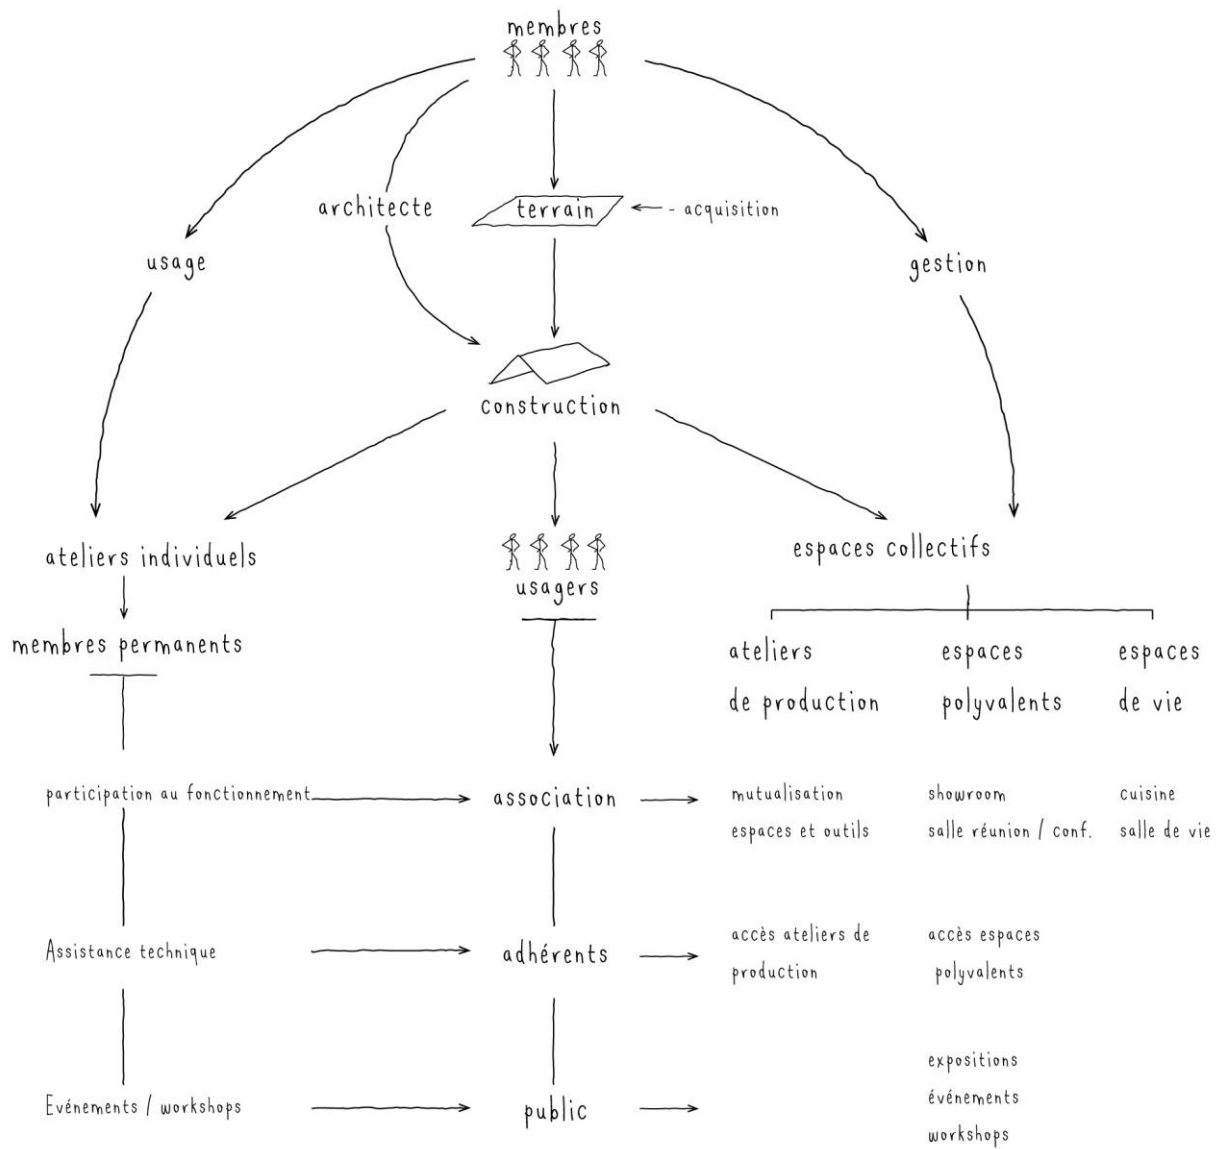 membres
architecte
terrain
- acquisition
usage
gestion
construction
ateliers individuels
usagers
espaces collectifs
membres permanents
ateliers
de production
espaces
polyvalents
espaces
de vie
participation au fonctionnement
association
mutualisation
espaces et outils
showroom
salle réunion / conf.
cuisine
salle de vie
Assistance technique
adhérents
accès ateliers de
production
accès espaces
polyvalents
Evénements / workshops
public
expositions
événements
workshops